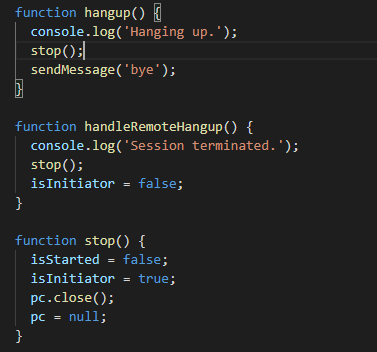 function hangup() {
  console.log('Hanging up.');
  stop();
  sendMessage('bye');
}

function handleRemoteHangup() {
  console.log('Session terminated.');
  stop();
  isInitiator = false;
}

function stop() {
  isStarted = false;
  isInitiator = true;
  pc.close();
  pc = null;
}